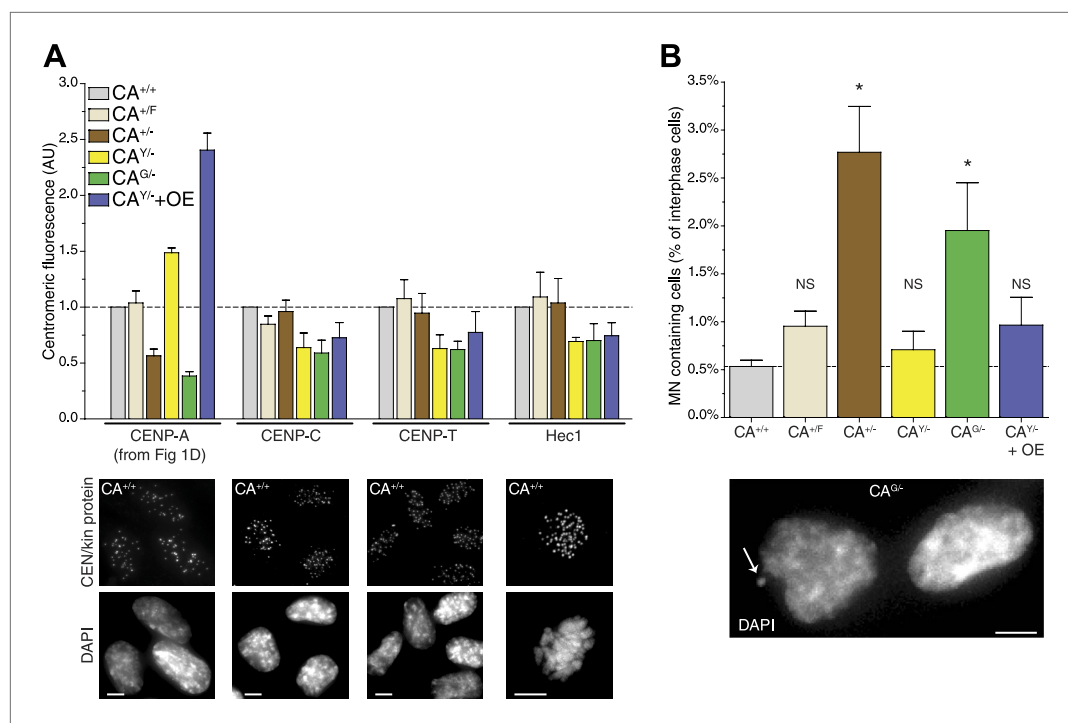 A
3.0
2.5
2.0
1.5
1.0
0.5
0.0
Centromeric fluorescence (AU)
CA+/+
CA+/F
CA+/-
CAY/-
CAG/-
CAY/-+OE
CENP-A
(from Fig 1D)
CENP-C
CENP-T
Hec1
CEN/kin protein
CA+/+
CA+/+
CA+/+
CA+/+
DAPI
B
3.5%
3.0%
2.5%
2.0%
1.5%
1.0%
0.5%
0.0%
MN containing cells (% of interphase cells)
NS
*
NS
*
NS
CA+/+
CA+/F
CA+/-
CAY/-
CAG/-
CAY/-
+ OE
CAG/-
DAPI